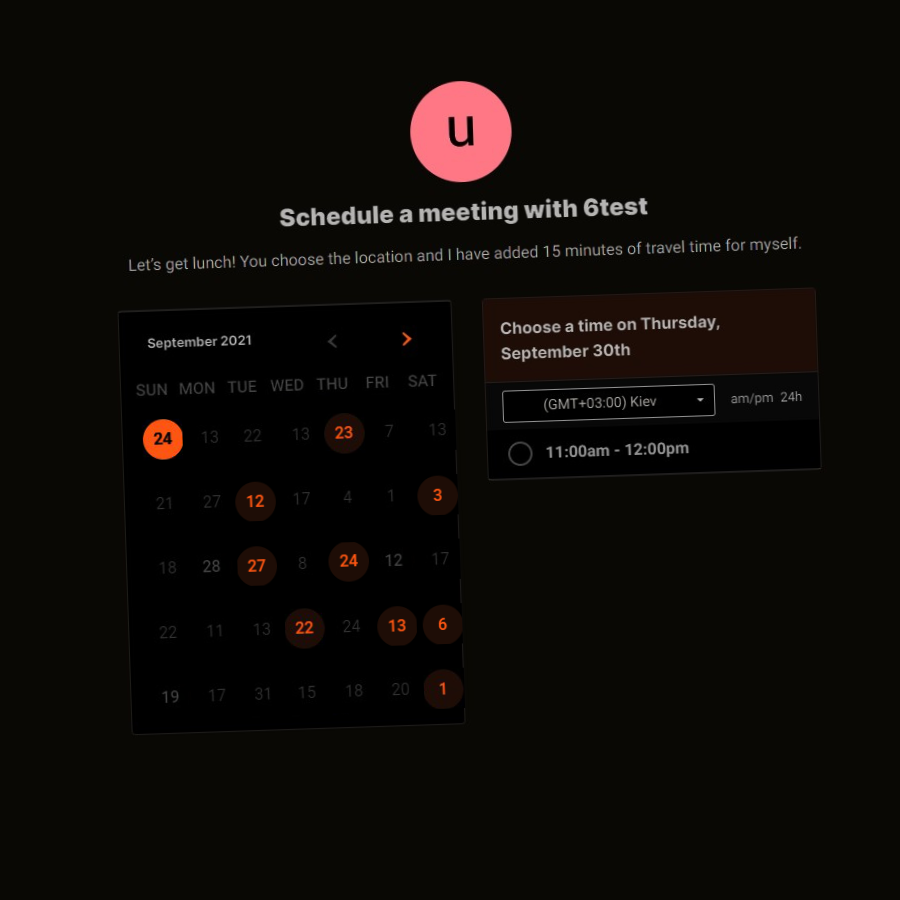 u
Schedule a meeting with 6test
Let's get lunch! You choose the location and I have added 15 minutes of travel time for myself.
September 2021
SUN MON TUE WED THU FRI SAT
24 13 22 13 23 7 13
21 27 12 17 4 1 3
18 28 27 8 24 12 17
22 11 13 22 24 13 6
19 17 31 15 18 20 1
Choose a time on Thursday,
September 30th
(GMT+03:00) Kiev am/pm 24h
11:00am - 12:00pm